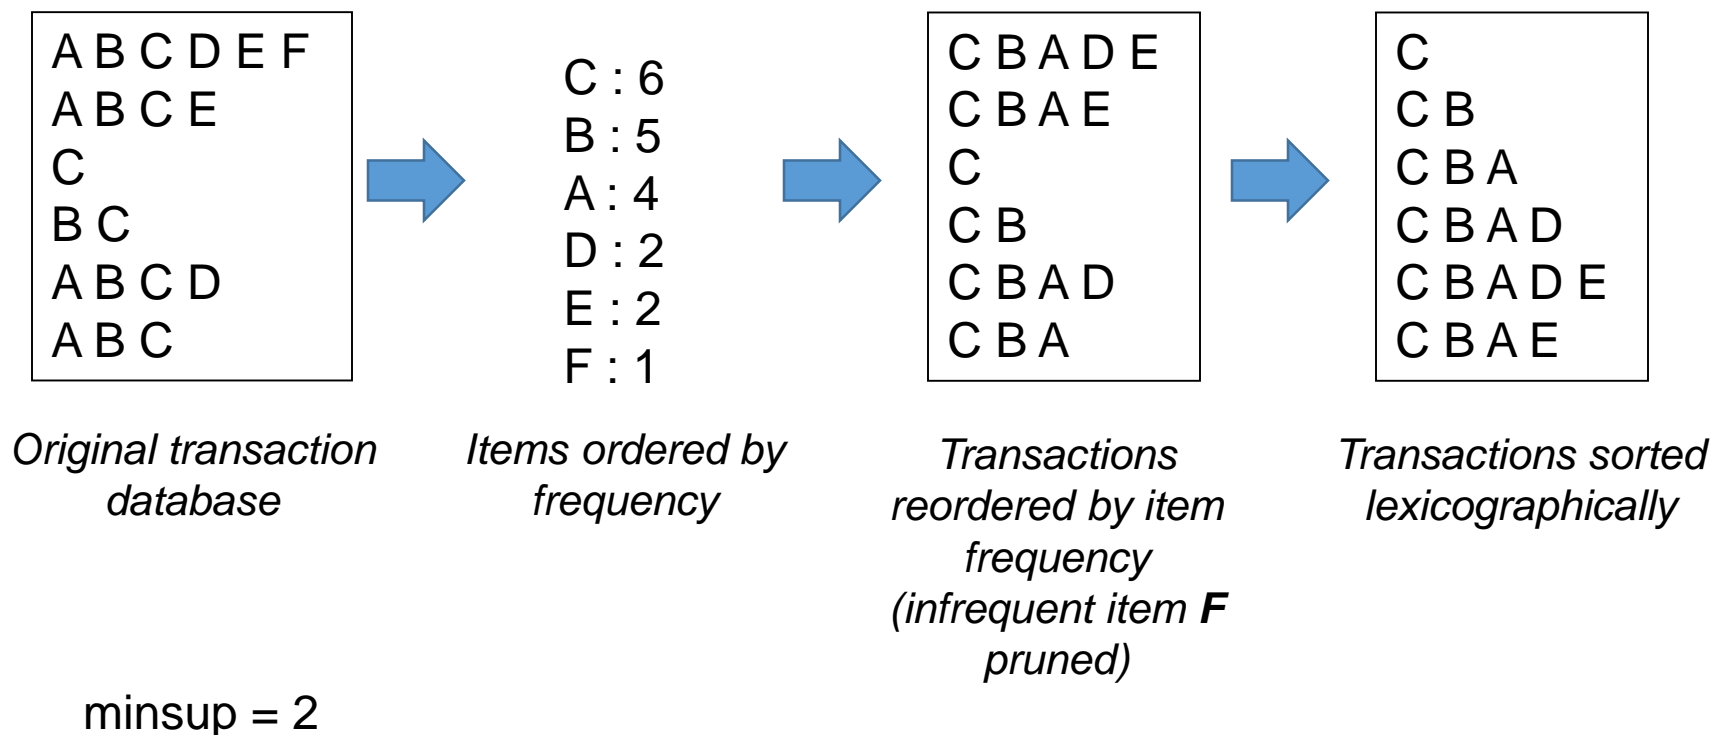 A B C D E F
A B C E
C
B C
A B C D
A B C
Original transaction
database
C : 6
B : 5
A : 4
D : 2
E : 2
F : 1
Items ordered by
frequency
C B A D E
C B A E
C
C B
C B A D
C B A
Transactions
reordered by item
frequency
(infrequent item F
pruned)
C
C B
C B A
C B A D
C B A D E
C B A E
Transactions sorted
lexicographically
minsup = 2